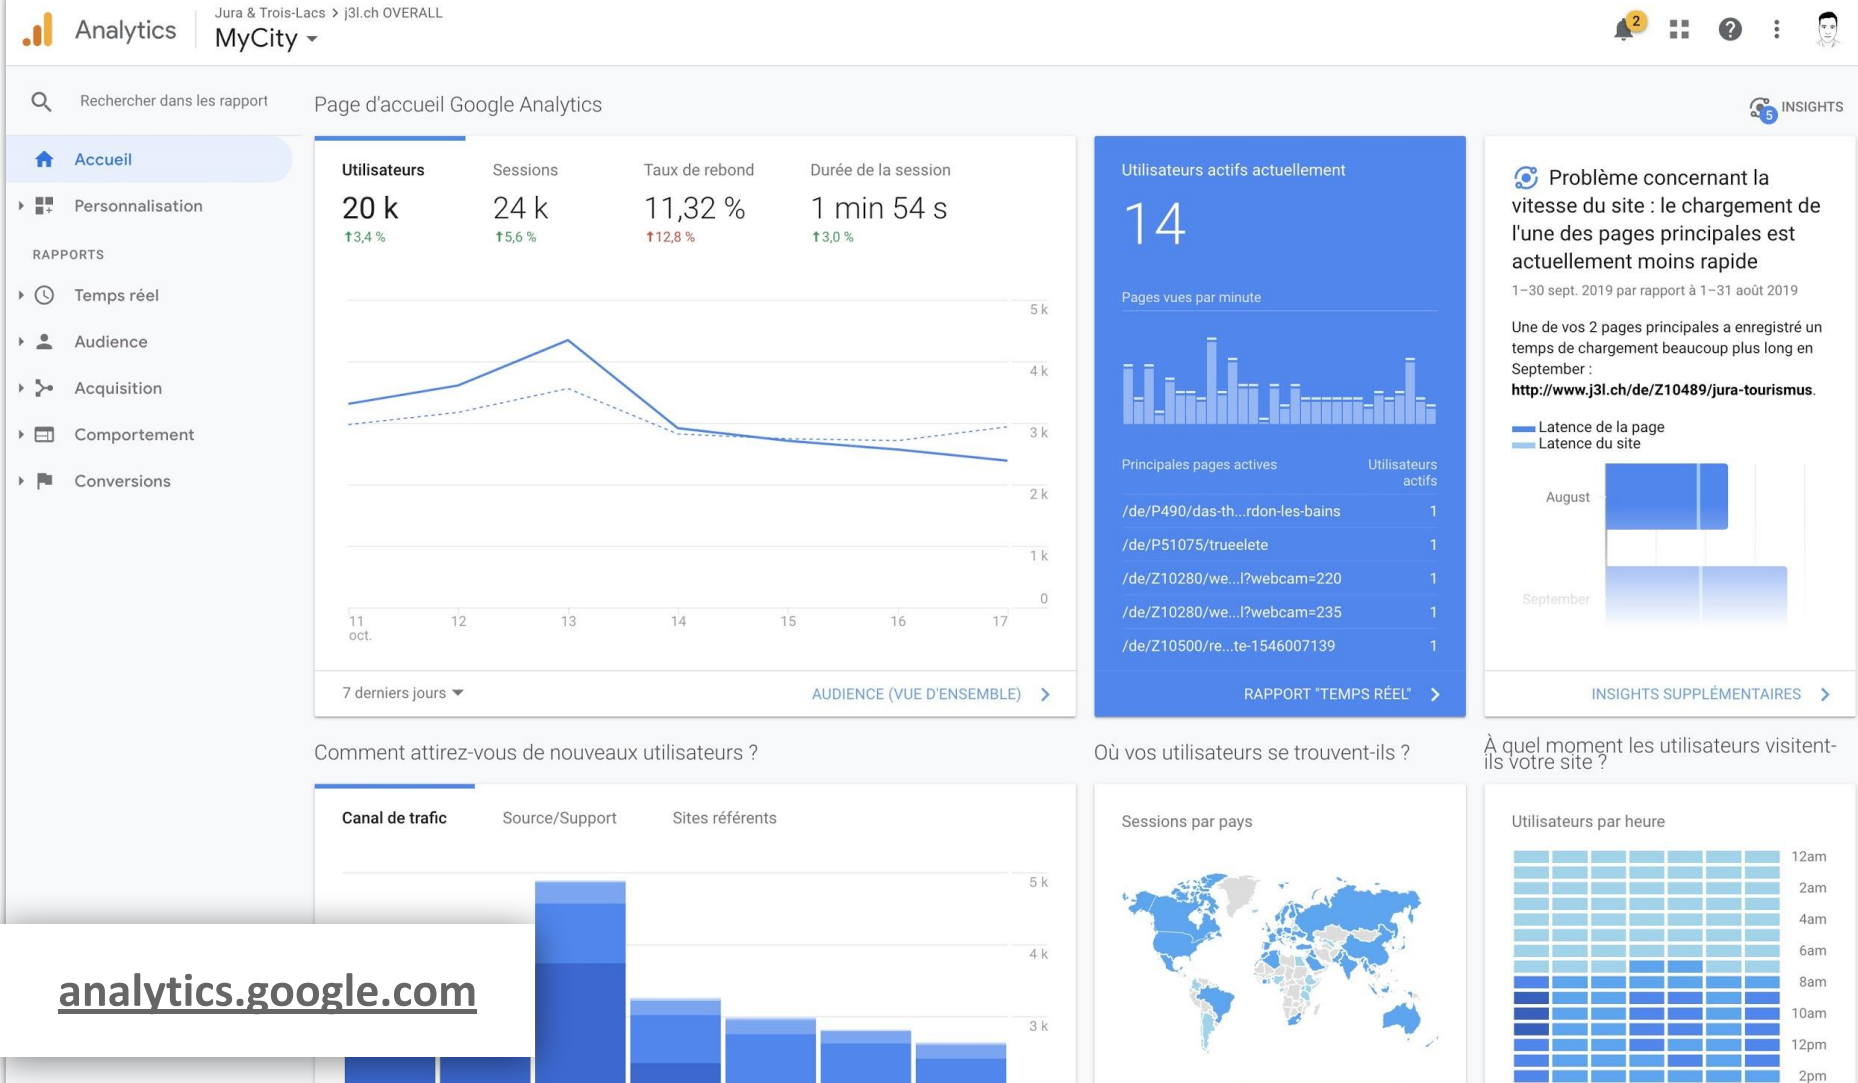 Analytics
Jura & Trois-Lacs > j3l.ch OVERALL
MyCity
2
Rechercher dans les rapport
Accueil
Personnalisation
RAPPORTS
Temps réel
Audience
Acquisition
Comportement
Conversions
Page d'accueil Google Analytics
5
INSIGHTS
Utilisateurs
20 k
↑3,4 %
Sessions
24 k
↑5,6 %
Taux de rebond
11,32 %
↑12,8 %
Durée de la session
1 min 54 s
↑3,0 %
5 k
4 k
3 k
2 k
1 k
0
11 oct.
12
13
14
15
16
17
7 derniers jours
AUDIENCE (VUE D'ENSEMBLE)
Utilisateurs actifs actuellement
14
Pages vues par minute
Principales pages actives
Utilisateurs
actifs
/de/P490/das-th...rdon-les-bains 1
/de/P51075/trueelete 1
/de/Z10280/we...l?webcam=220 1
/de/Z10280/we...l?webcam=235 1
/de/Z10500/re...te-1546007139 1
RAPPORT "TEMPS RÉEL"
Problème concernant la
vitesse du site : le chargement de
l'une des pages principales est
actuellement moins rapide
1–30 sept. 2019 par rapport à 1–31 août 2019
Une de vos 2 pages principales a enregistré un
temps de chargement beaucoup plus long en
September :
http://www.j3l.ch/de/Z10489/jura-tourismus.
Latence de la page
Latence du site
August
September
INSIGHTS SUPPLÉMENTAIRES
Comment attirez-vous de nouveaux utilisateurs ?
Canal de trafic
Source/Support
Sites référents
5 k
4 k
3 k
Où vos utilisateurs se trouvent-ils ?
Sessions par pays
À quel moment les utilisateurs visitent-
ils votre site ?
Utilisateurs par heure
12am
2am
4am
6am
8am
10am
12pm
2pm
analytics.google.com